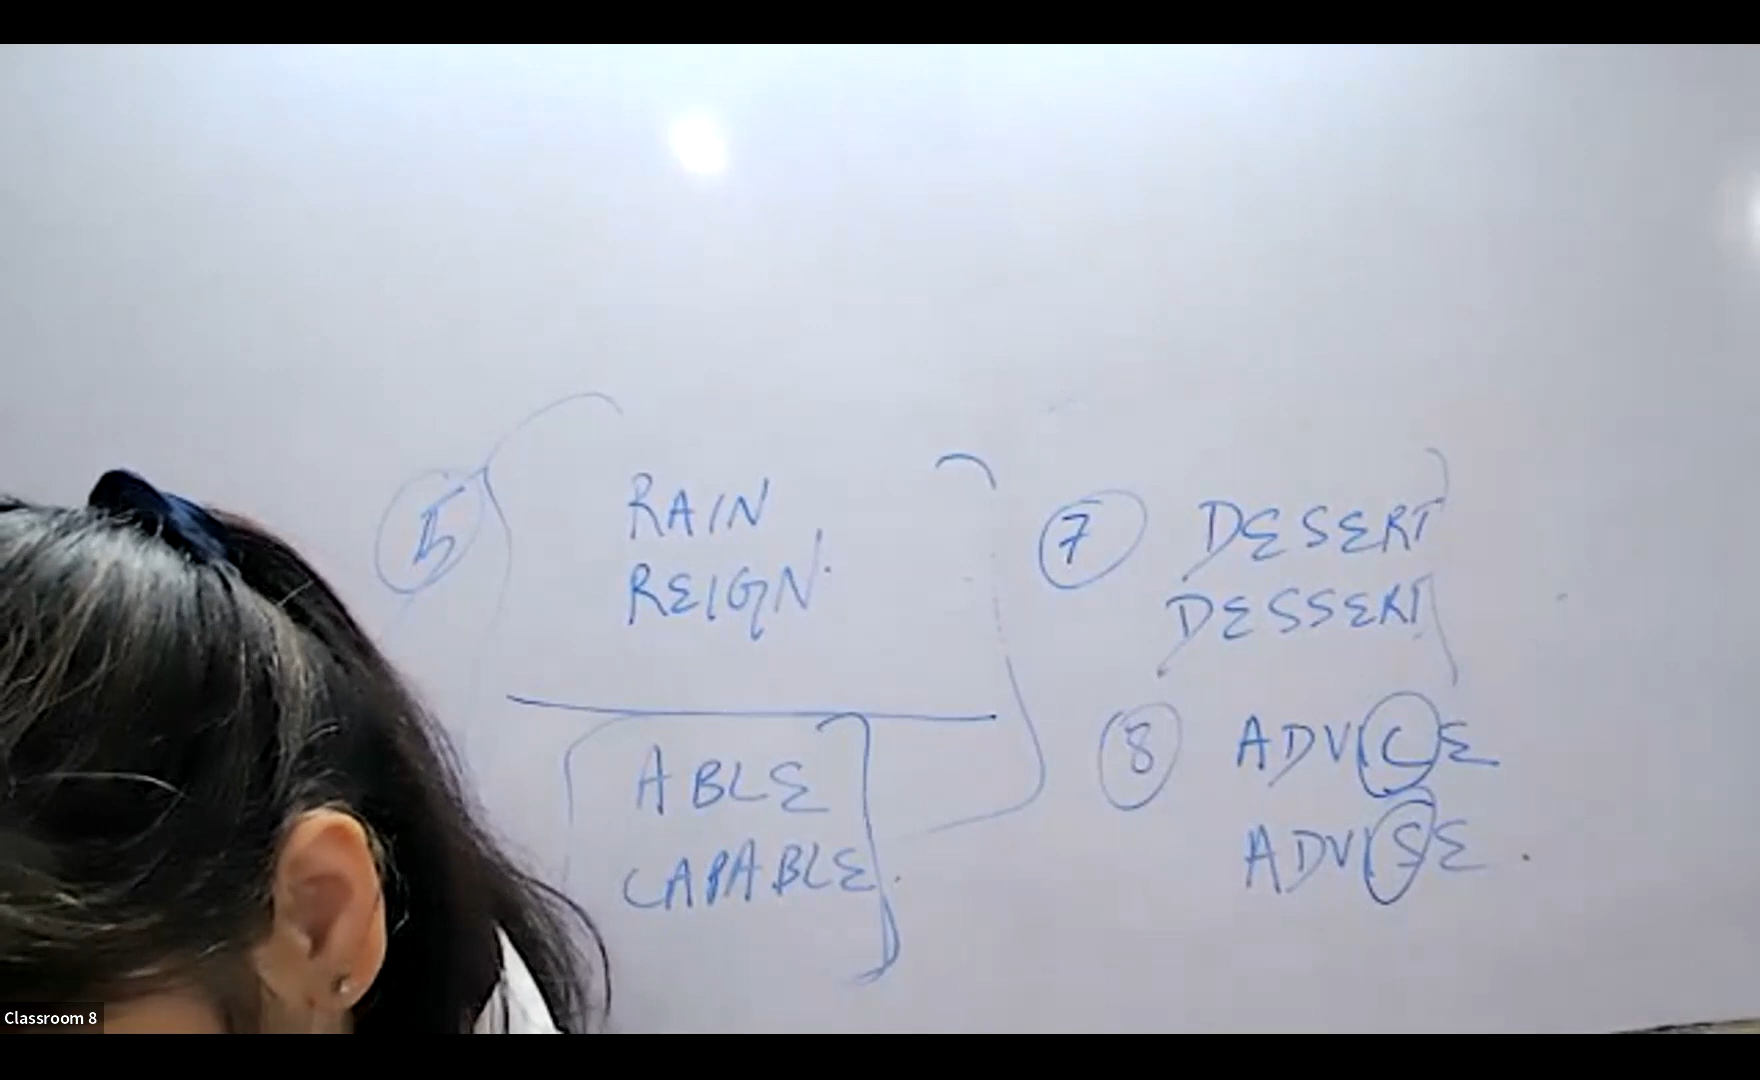 5
RAIN
REIGN.
ABLE
CAPABLE.
7
DESERT
DESSERT
8
ADVICE
ADVISE.
Classroom 8